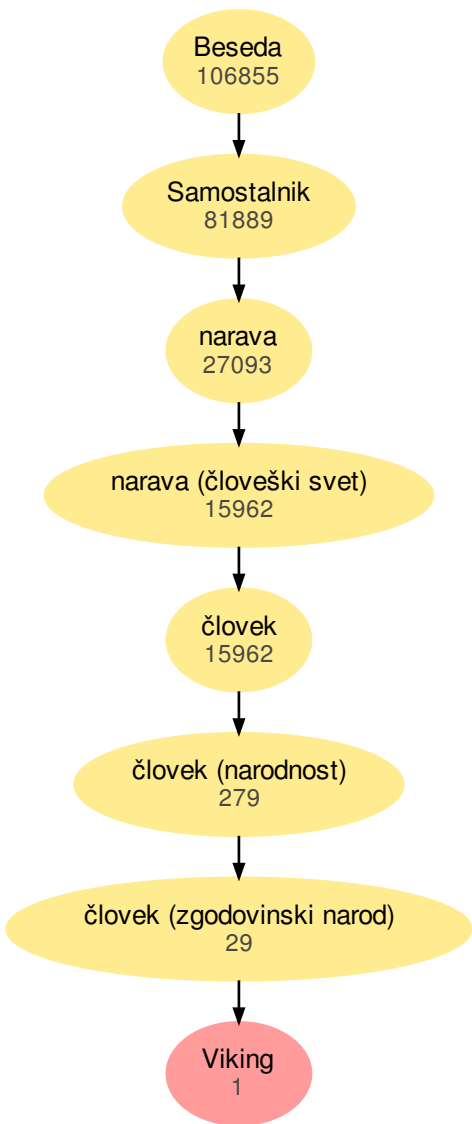 Beseda
106855
Samostalnik
81889
narava
27093
narava (človeški svet)
15962
človek
15962
človek (narodnost)
279
človek (zgodovinski narod)
29
Viking
1